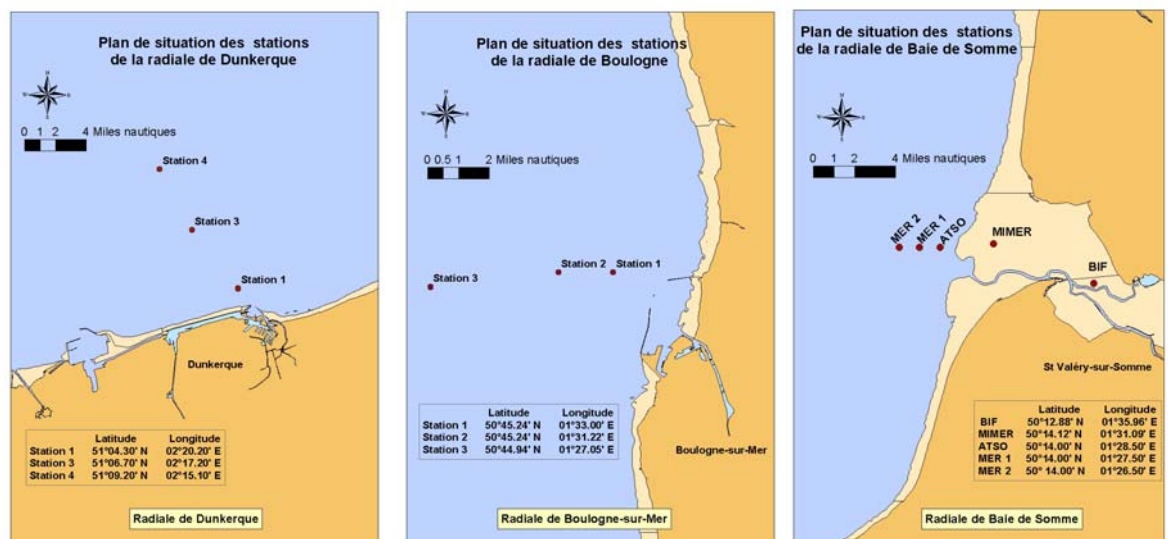 Plan de situation des stations
de la radiale de Dunkerque
0 1 2 4 Miles nautiques
Station 4
Station 3
Station 1
Dunkerque
Latitude Longitude
Station 1 51°04.30' N 02°20.20' E
Station 3 51°06.70' N 02°17.20' E
Station 4 51°09.20' N 02°15.10' E
Radiale de Dunkerque
Plan de situation des stations
de la radiale de Boulogne
0 0.5 1 2 Miles nautiques
Station 2 Station 1
Station 3
Latitude Longitude
Station 1 50°45.24' N 01°33.00' E
Station 2 50°45.24' N 01°31.22' E
Station 3 50°44.94' N 01°27.05' E
Boulogne-sur-Mer
Radiale de Boulogne-sur-Mer
Plan de situation des stations
de la radiale de Baie de Somme
0 1 2 4 Miles nautiques
MER 2 MER 1 ATSO MIMER
BIF
St Valéry-sur-Somme
Latitude Longitude
BIF 50°12.88' N 01°35.96' E
MIMER 50°14.12' N 01°31.09' E
ATSO 50°14.00' N 01°28.50' E
MER 1 50°14.00' N 01°27.50' E
MER 2 50° 14.00' N 01°26.50' E
Radiale de Baie de Somme